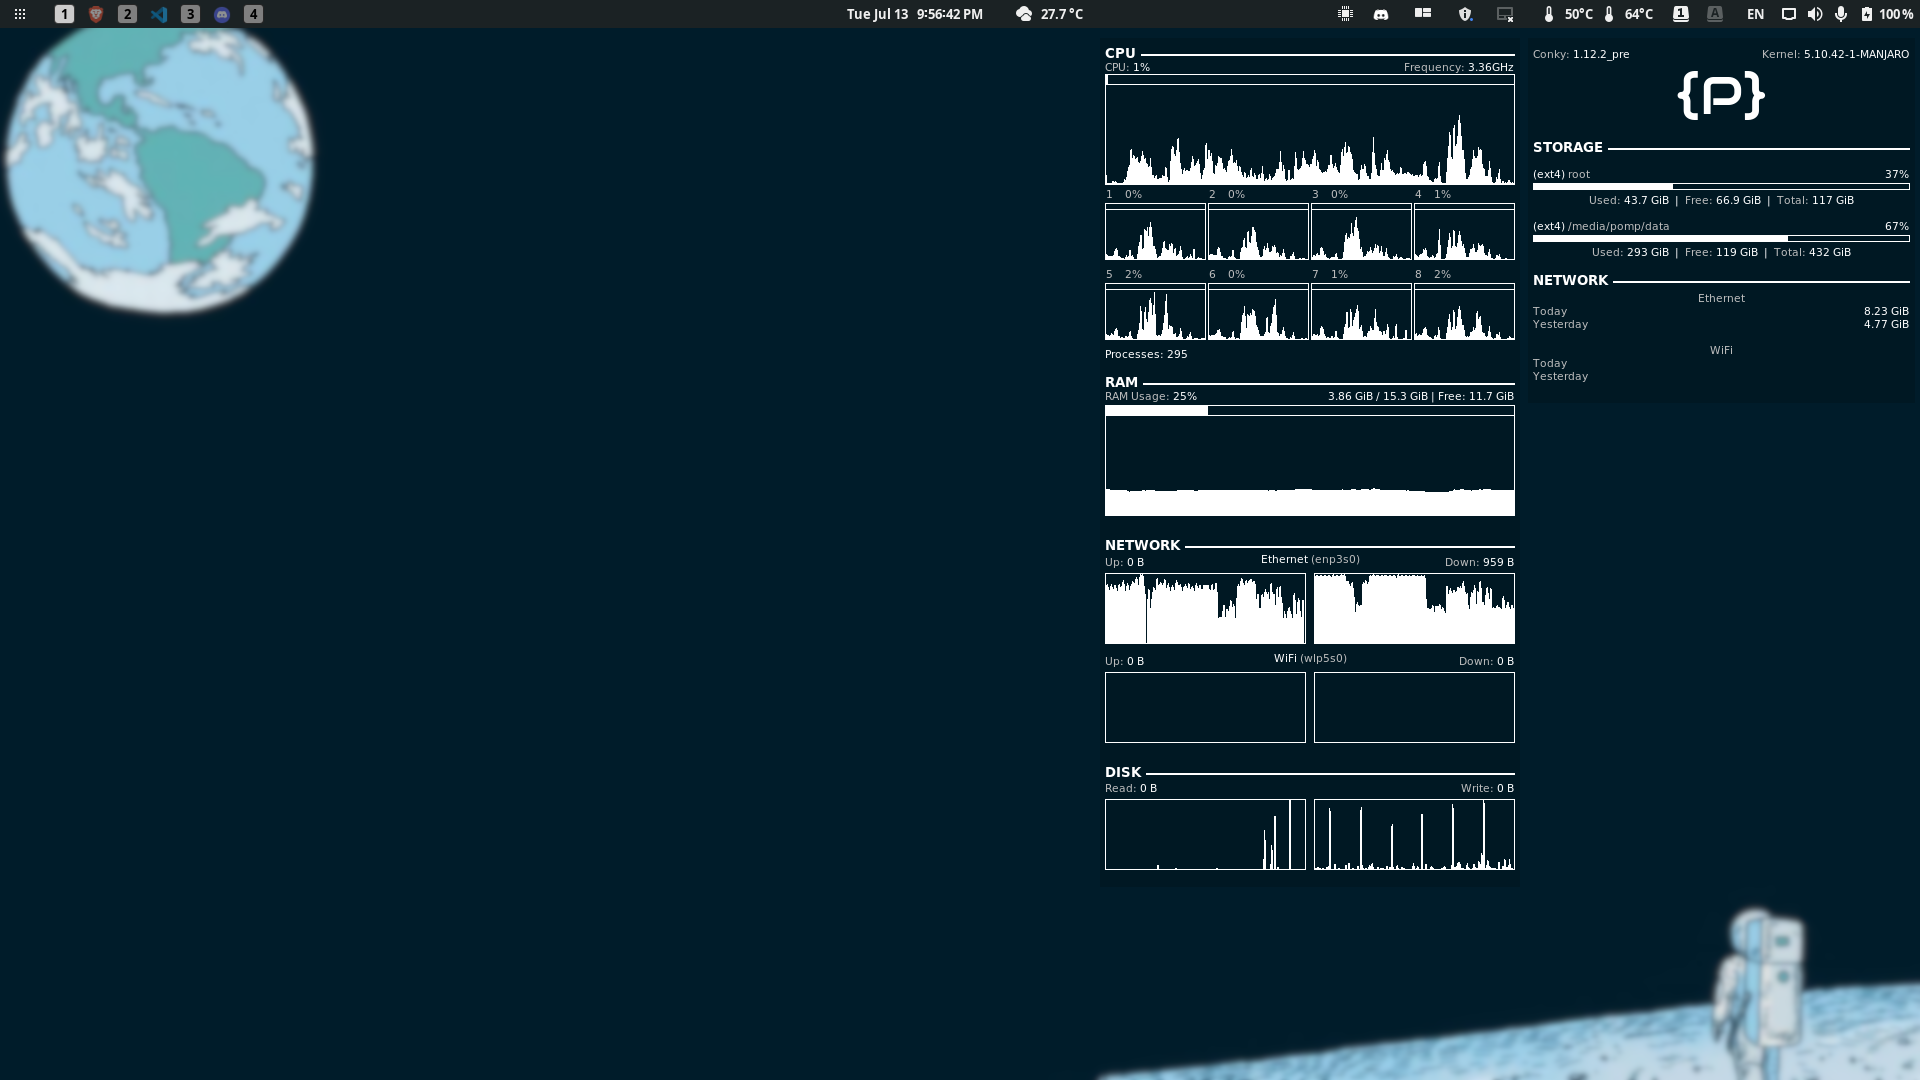 1 2 3 4 Tue Jul 13 9:56:42 PM 27.7 °C 50°C 64°C 1 A EN 100 %
CPU
CPU: 1% Frequency: 3.36GHz
1 0% 2 0% 3 0% 4 1%
5 2% 6 0% 7 1% 8 2%
Processes: 295
RAM
RAM Usage: 25% 3.86 GiB / 15.3 GiB | Free: 11.7 GiB
NETWORK
Up: 0 B Ethernet (enp3s0) Down: 959 B
Up: 0 B WiFi (wlp5s0) Down: 0 B
DISK
Read: 0 B Write: 0 B
Conky: 1.12.2_pre Kernel: 5.10.42-1-MANJARO
{P}
STORAGE
(ext4) root 37%
Used: 43.7 GiB | Free: 66.9 GiB | Total: 117 GiB
(ext4) /media/pomp/data 67%
Used: 293 GiB | Free: 119 GiB | Total: 432 GiB
NETWORK
Ethernet
Today 8.23 GiB
Yesterday 4.77 GiB
WiFi
Today
Yesterday